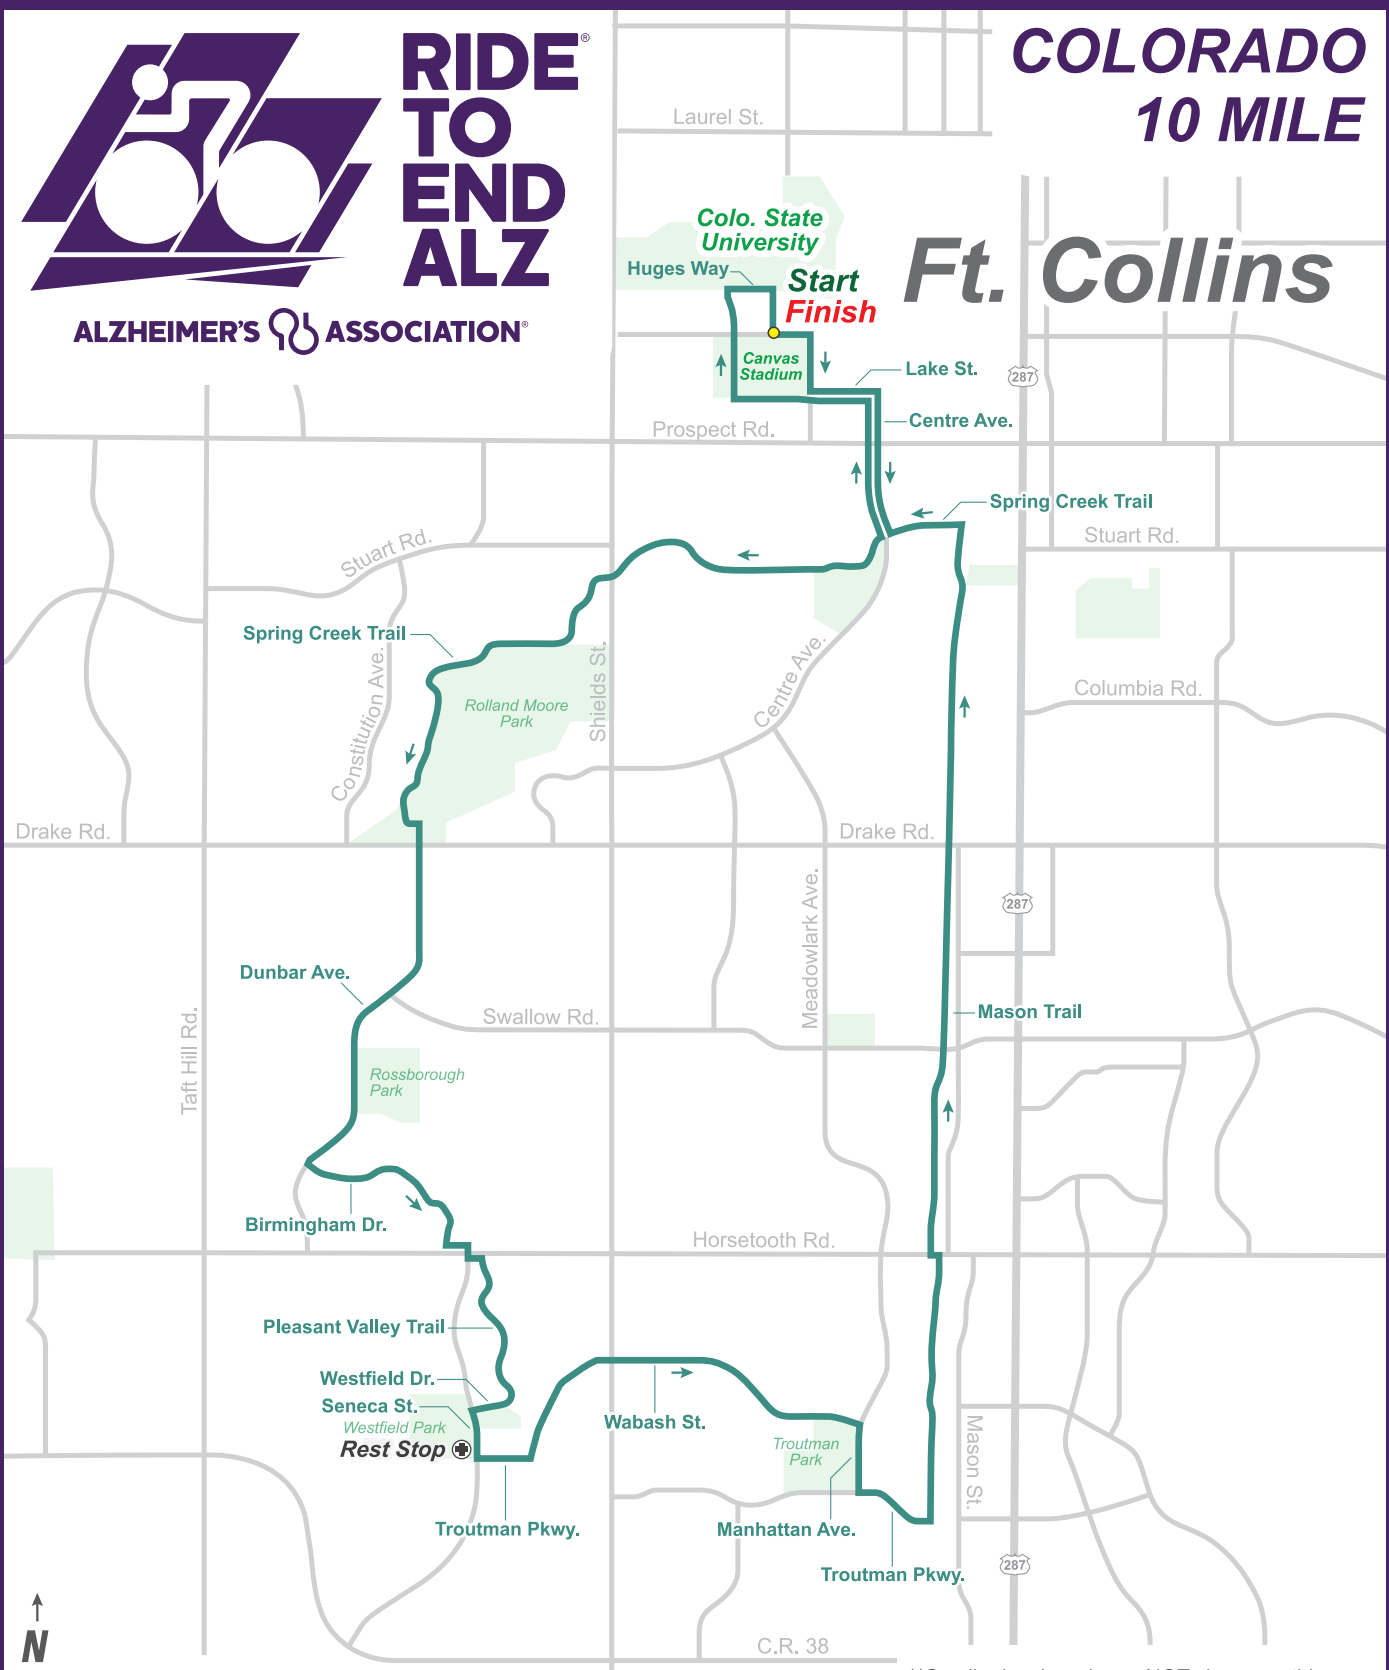 RIDE®
TO
END
ALZ
ALZHEIMER'S ASSOCIATION®
COLORADO
10 MILE
Laurel St.
Colo. State
University
Huges Way
Start
Finish
Ft. Collins
Canvas
Stadium
Lake St.
287
Centre Ave.
Prospect Rd.
Spring Creek Trail
Stuart Rd.
Stuart Rd.
Spring Creek Trail
Constitution Ave.
Rolland Moore
Park
Shields St.
Centre Ave.
Columbia Rd.
Drake Rd.
Drake Rd.
Meadowlark Ave.
287
Dunbar Ave.
Swallow Rd.
Mason Trail
Taft Hill Rd.
Rossborough
Park
Birmingham Dr.
Horsetooth Rd.
Pleasant Valley Trail
Westfield Dr.
Seneca St.
Westfield Park
Rest Stop
Wabash St.
Troutman
Park
Mason St.
Troutman Pkwy.
Manhattan Ave.
287
Troutman Pkwy.
N
C.R. 38